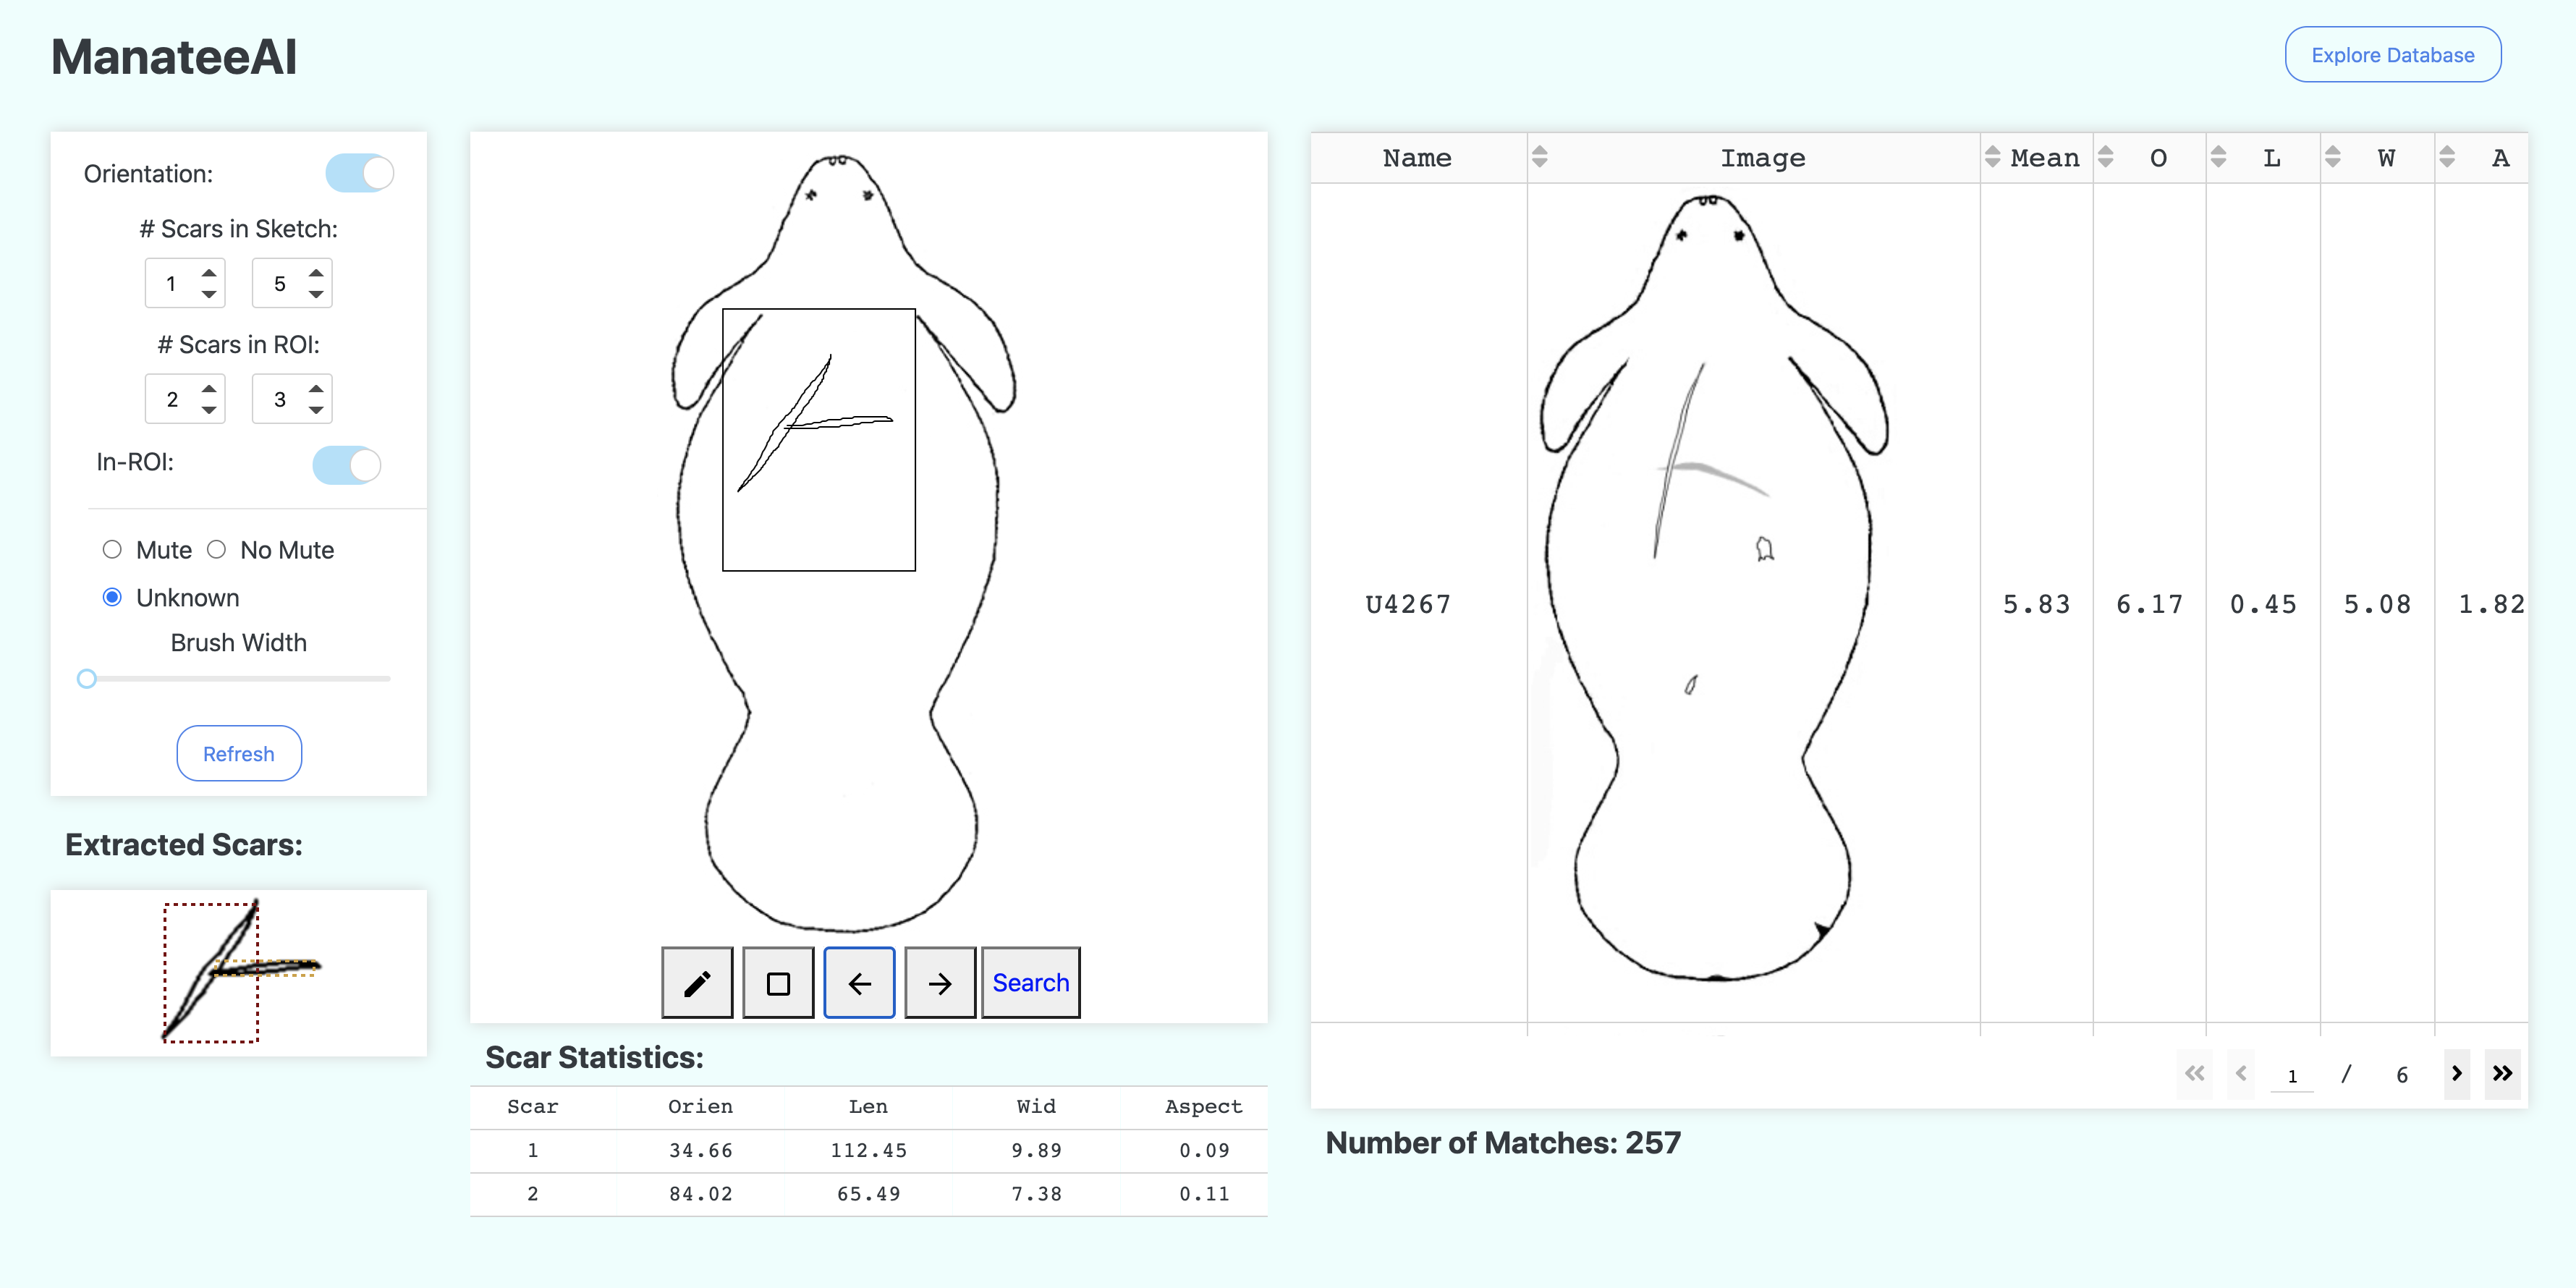 ManateeAI
Explore Database
Orientation:
# Scars in Sketch:
1 5
# Scars in ROI:
2 3
In-ROI:
Mute No Mute
Unknown
Brush Width
Refresh
Extracted Scars:
Search
Scar Statistics:
Scar Orien Len Wid Aspect
1 34.66 112.45 9.89 0.09
2 84.02 65.49 7.38 0.11
Name Image Mean O L W A
U4267 5.83 6.17 0.45 5.08 1.82
1 / 6
Number of Matches: 257